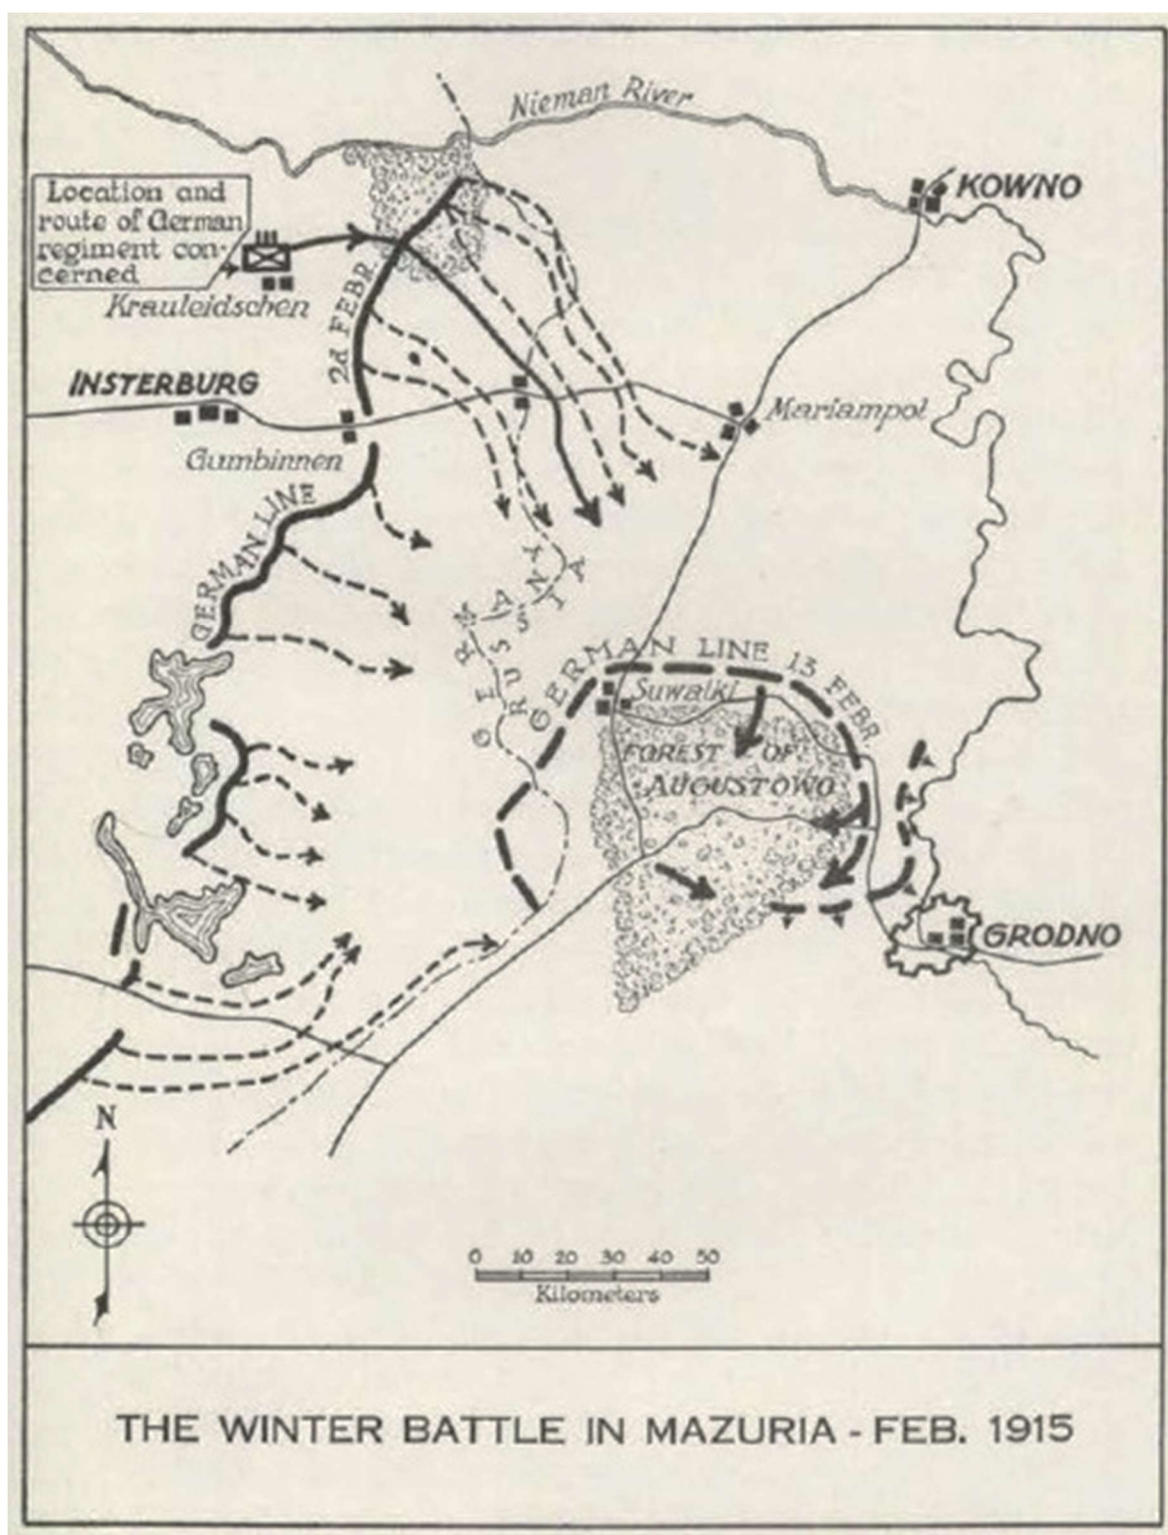 Nieman River
KOWNO
Location and
route of German
regiment con-
cerned
Krauleidschen
2d FEBR.
INSTERBURG
Mariampol
Gumbinnen
GERMAN LINE
GERMANY
RUSSIA
GERMAN LINE 13 FEBR.
Suwalki
FOREST OF
AUGUSTOWO
GRODNO
N
0 10 20 30 40 50
Kilometers
THE WINTER BATTLE IN MAZURIA - FEB. 1915